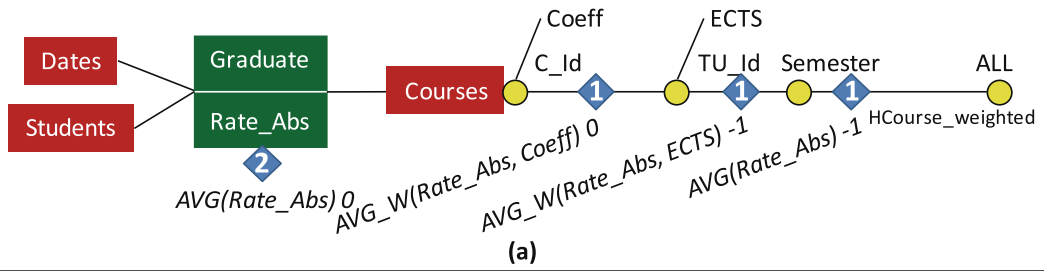 Coeff
ECTS
Dates
Graduate
C_Id
TU_Id
Semester
ALL
1
1
1
Courses
Students
Rate_Abs
HCourse_weighted
2
AVG(Rate_Abs) 0
AVG_W(Rate_Abs, Coeff) 0
AVG_W(Rate_Abs, ECTS) -1
AVG(Rate_Abs) -1
(a)